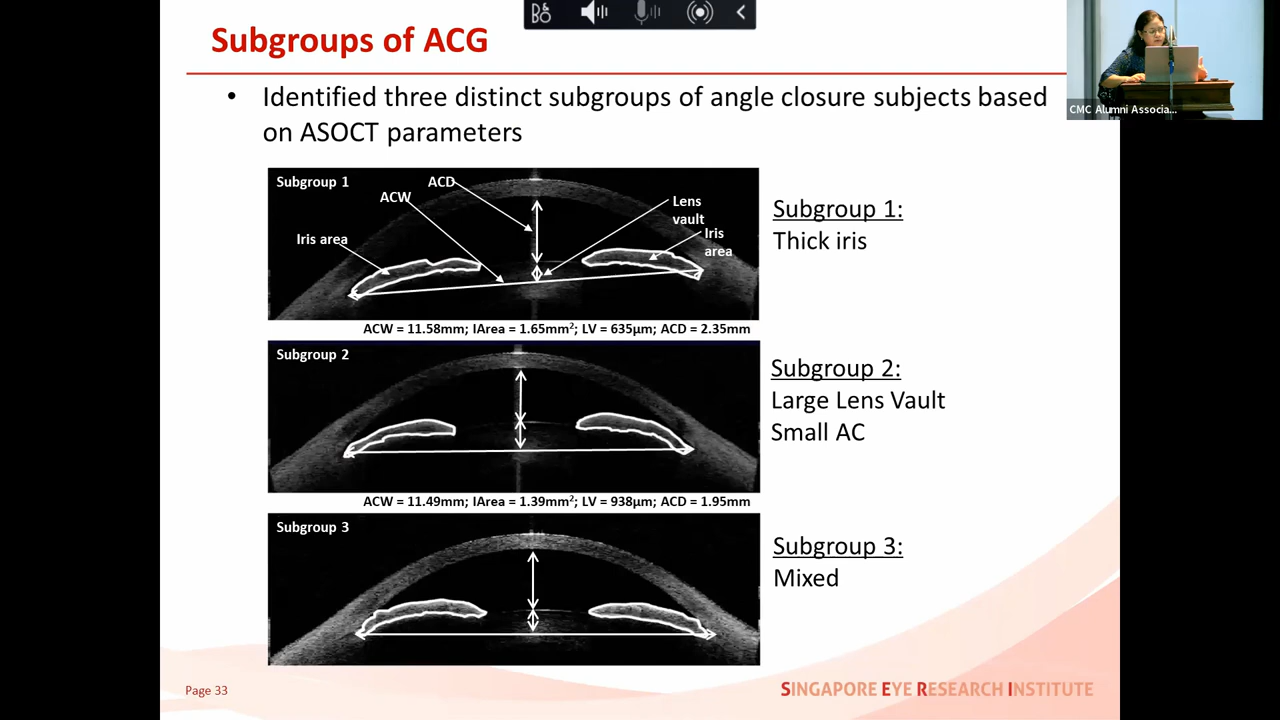 Subgroups of ACG
• Identified three distinct subgroups of angle closure subjects based
on ASOCT parameters
CMC Alumni Associa...
Subgroup 1
ACD
ACW
Lens
vault
Iris area
Iris
area
ACW = 11.58mm; IArea = 1.65mm²; LV = 635µm; ACD = 2.35mm
Subgroup 1:
Thick iris
Subgroup 2
ACW = 11.49mm; IArea = 1.39mm²; LV = 938µm; ACD = 1.95mm
Subgroup 2:
Large Lens Vault
Small AC
Subgroup 3
Subgroup 3:
Mixed
Page 33
SINGAPORE EYE RESEARCH INSTITUTE